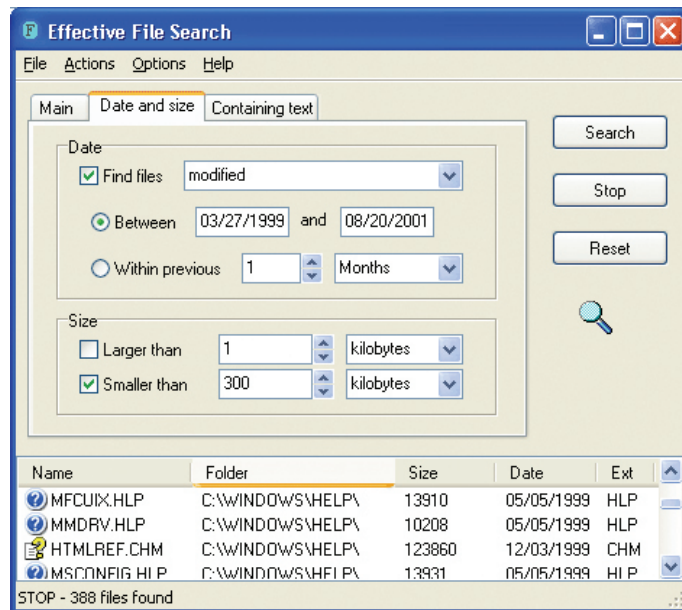 Effective File Search
File Actions Options Help
Main Date and size Containing text
Date
Find files modified
Between 03/27/1999 and 08/20/2001
Within previous 1 Months
Size
Larger than 1 kilobytes
Smaller than 300 kilobytes
Search
Stop
Reset
Name Folder Size Date Ext
MFCUIX.HLP C:\WINDOWS\HELP\ 13910 05/05/1999 HLP
MMDRV.HLP C:\WINDOWS\HELP\ 10208 05/05/1999 HLP
HTMLREF.CHM C:\WINDOWS\HELP\ 123860 12/03/1999 CHM
MSCONFIG.HLP C:\WINDOWS\HELP\ 13931 05/05/1999 HLP
STOP - 388 files found